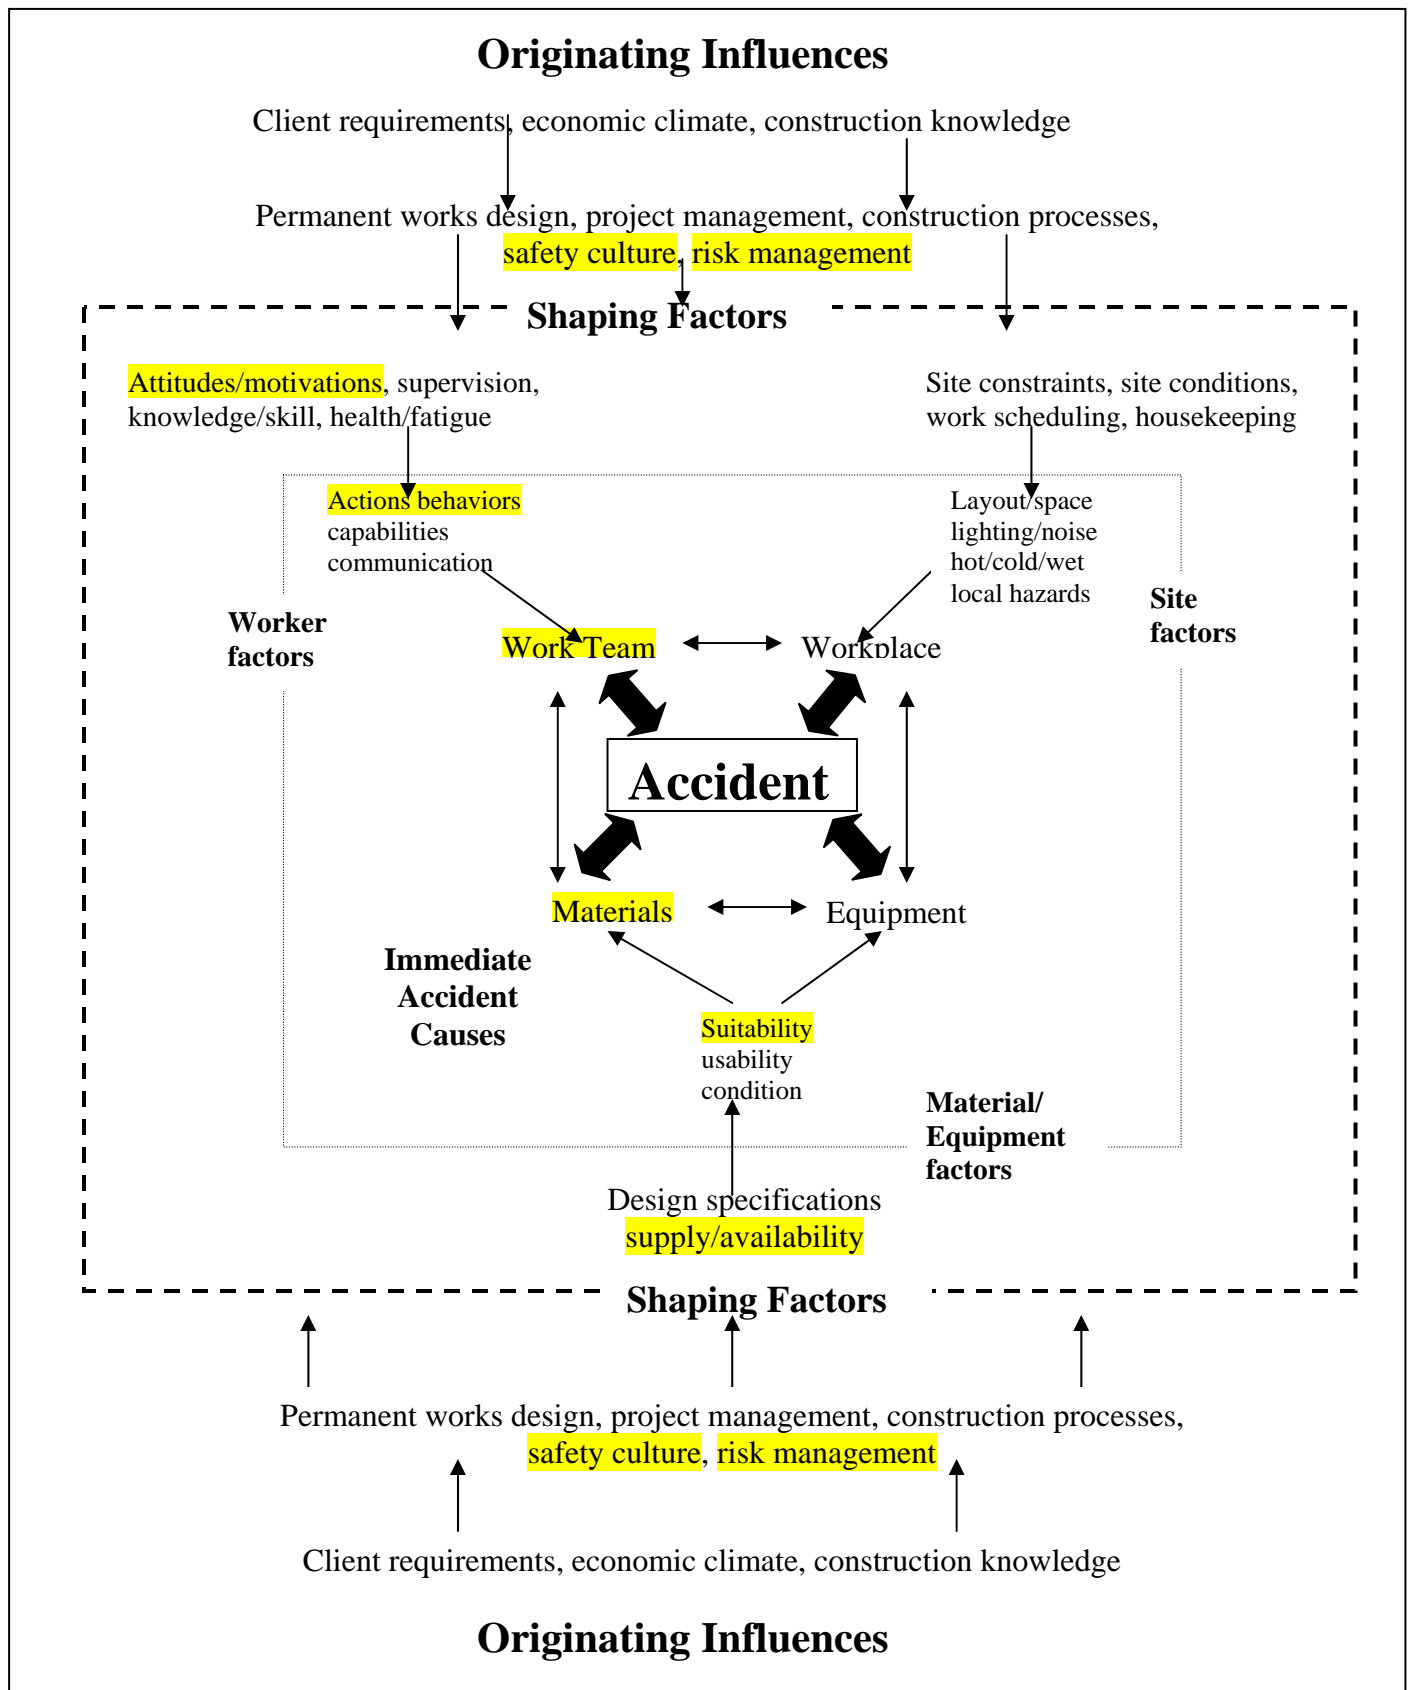 Originating Influences
Client requirements, economic climate, construction knowledge
Permanent works design, project management, construction processes,
safety culture, risk management
Shaping Factors
Attitudes/motivations, supervision,
knowledge/skill, health/fatigue
Site constraints, site conditions,
work scheduling, housekeeping
Actions behaviors
capabilities
communication
Layout/space
lighting/noise
hot/cold/wet
local hazards
Worker
factors
Site
factors
Work Team
Workplace
Accident
Materials
Equipment
Immediate
Accident
Causes
Suitability
usability
condition
Material/
Equipment
factors
Design specifications
supply/availability
Shaping Factors
Permanent works design, project management, construction processes,
safety culture, risk management
Client requirements, economic climate, construction knowledge
Originating Influences